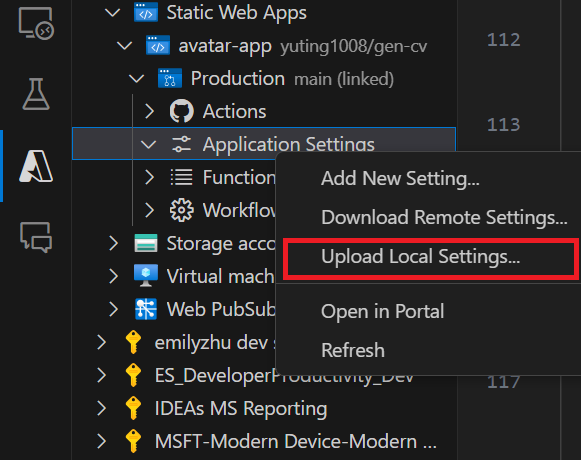 Static Web Apps
avatar-app yuting1008/gen-cv
Production main (linked)
Actions
Application Settings
Function
Workflow
Storage acco
Virtual mach
Web PubSub
emilyzhu dev s
ES_DeveloperProductivity_Dev
IDEAs MS Reporting
MSFT-Modern Device-Modern ...
Add New Setting...
Download Remote Settings...
Upload Local Settings...
Open in Portal
Refresh
112
113
117